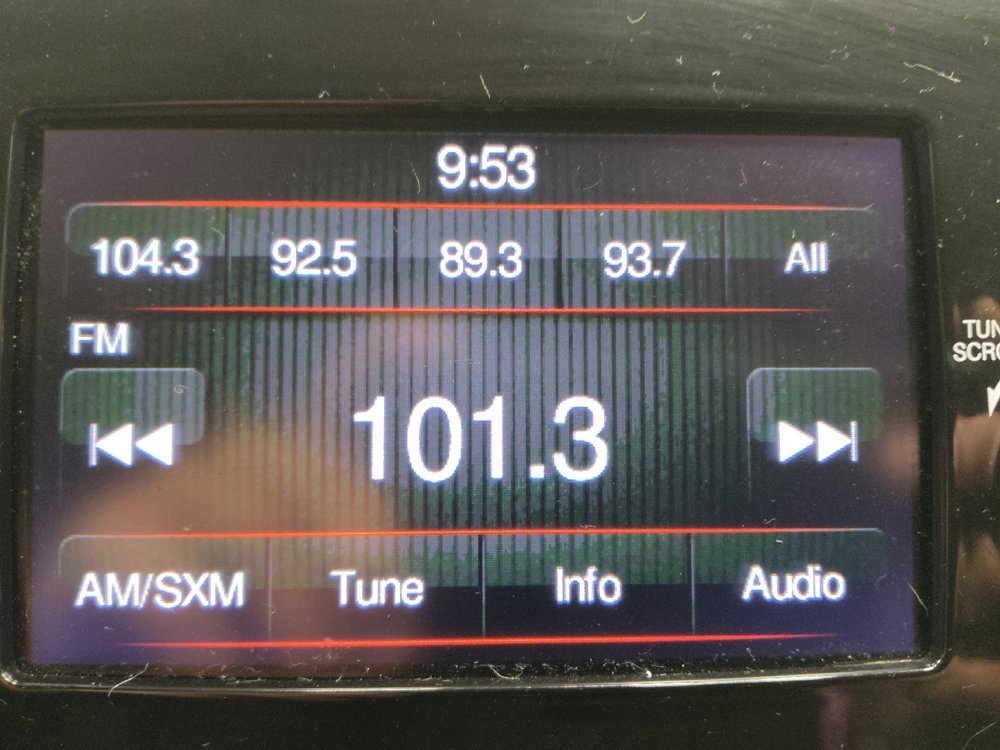 9:53
104.3 92.5 89.3 93.7 All
FM
101.3
AM/SXM Tune Info Audio